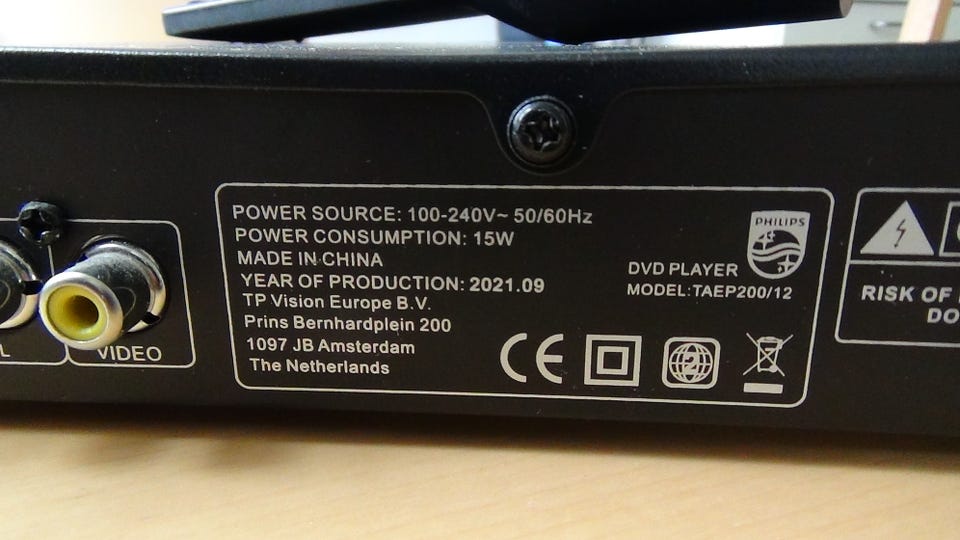 POWER SOURCE: 100-240V~ 50/60Hz
POWER CONSUMPTION: 15W
MADE IN CHINA
YEAR OF PRODUCTION: 2021.09
TP Vision Europe B.V.
Prins Bernhardplein 200
1097 JB Amsterdam
The Netherlands
PHILIPS
DVD PLAYER
MODEL:TAEP200/12
CE
2
L
VIDEO
RISK OF
DO